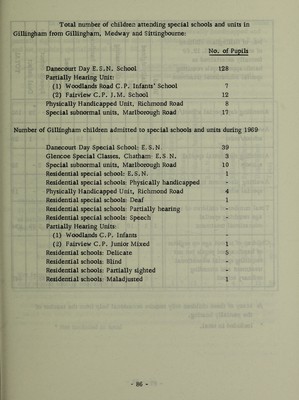 Total number of children attending special schools and units in
Gillingham from Gillingham, Medway and Sittingbourne:
No. of Pupils
Danecourt Day E.S.N. School 128
Partially Hearing Unit:
(1) Woodlands Road C.P. Infants' School 7
(2) Fairview C.P. J.M. School 12
Physically Handicapped Unit, Richmond Road 8
Special subnormal units, Marlborough Road 17
Number of Gillingham children admitted to special schools and units during 1969
Danecourt Day Special School: E.S.N 39
Glencoe Special Classes, Chatham: E.S.N. 3
Special subnormal units, Marlborough Road 10
Residential special school: E.S.N. 1
Residential special schools: Physically handicapped -
Physically Handicapped Unit, Richmond Road 4
Residential special schools: Deaf 1
Residential special schools: Partially hearing -
Residential special schools: Speech -
Partially Hearing Units:
(1) Woodlands C.P. Infants -
(2) Fairview C.P. Junior Mixed 1
Residential schools: Delicate 5
Residential schools: Blind -
Residential schools: Partially sighted -
Residential schools: Maladjusted 1
- 86 -